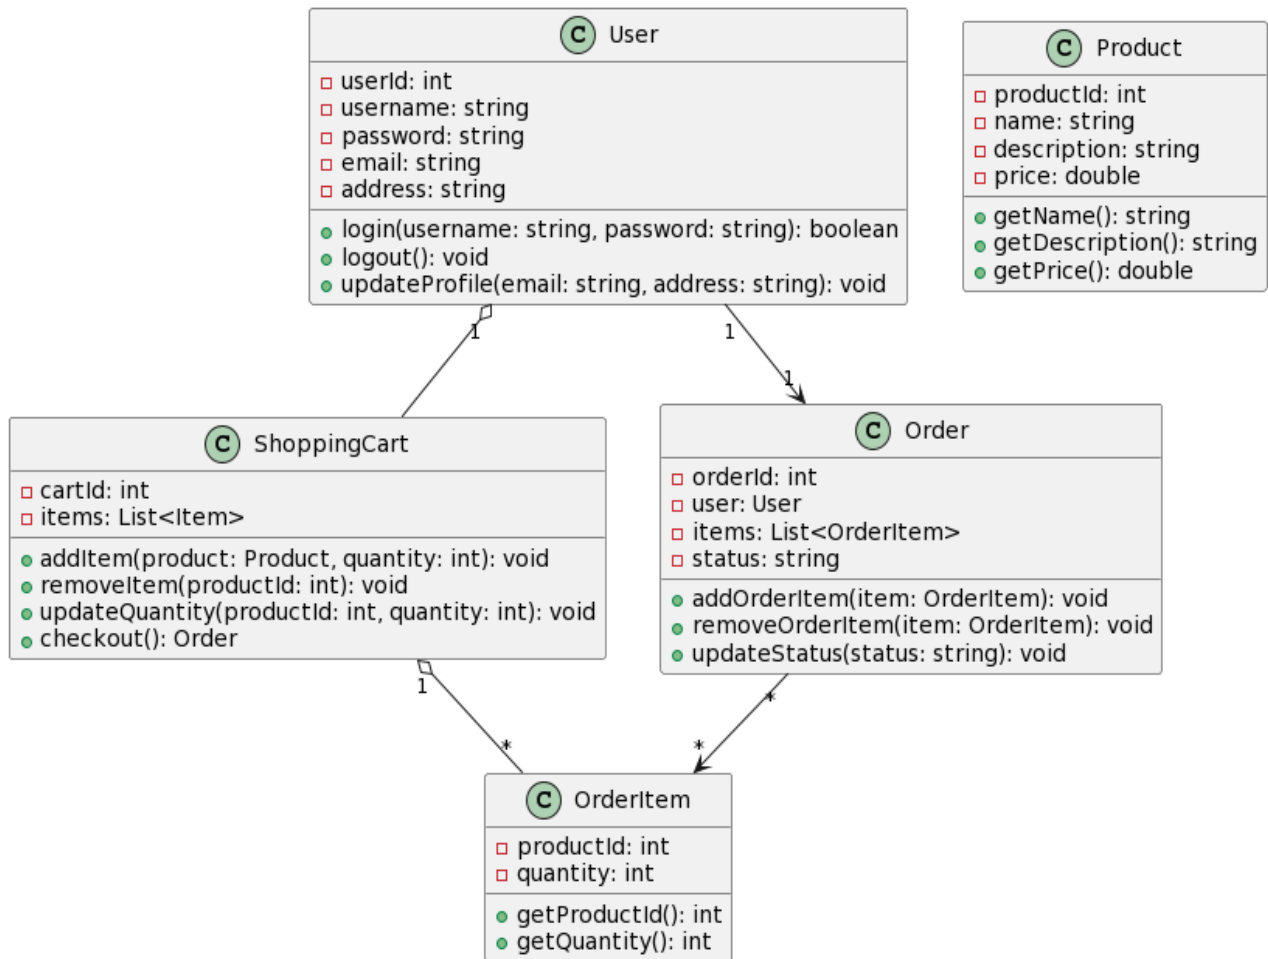 C User
userId: int
username: string
password: string
email: string
address: string
login(username: string, password: string): boolean
logout(): void
updateProfile(email: string, address: string): void
C Product
productId: int
name: string
description: string
price: double
getName(): string
getDescription(): string
getPrice(): double
1
1
1
C ShoppingCart
cartId: int
items: List<Item>
addItem(product: Product, quantity: int): void
removeItem(productId: int): void
updateQuantity(productId: int, quantity: int): void
checkout(): Order
C Order
orderId: int
user: User
items: List<OrderItem>
status: string
addOrderItem(item: OrderItem): void
removeOrderItem(item: OrderItem): void
updateStatus(status: string): void
1
*
*
*
C OrderItem
productId: int
quantity: int
getProductId(): int
getQuantity(): int